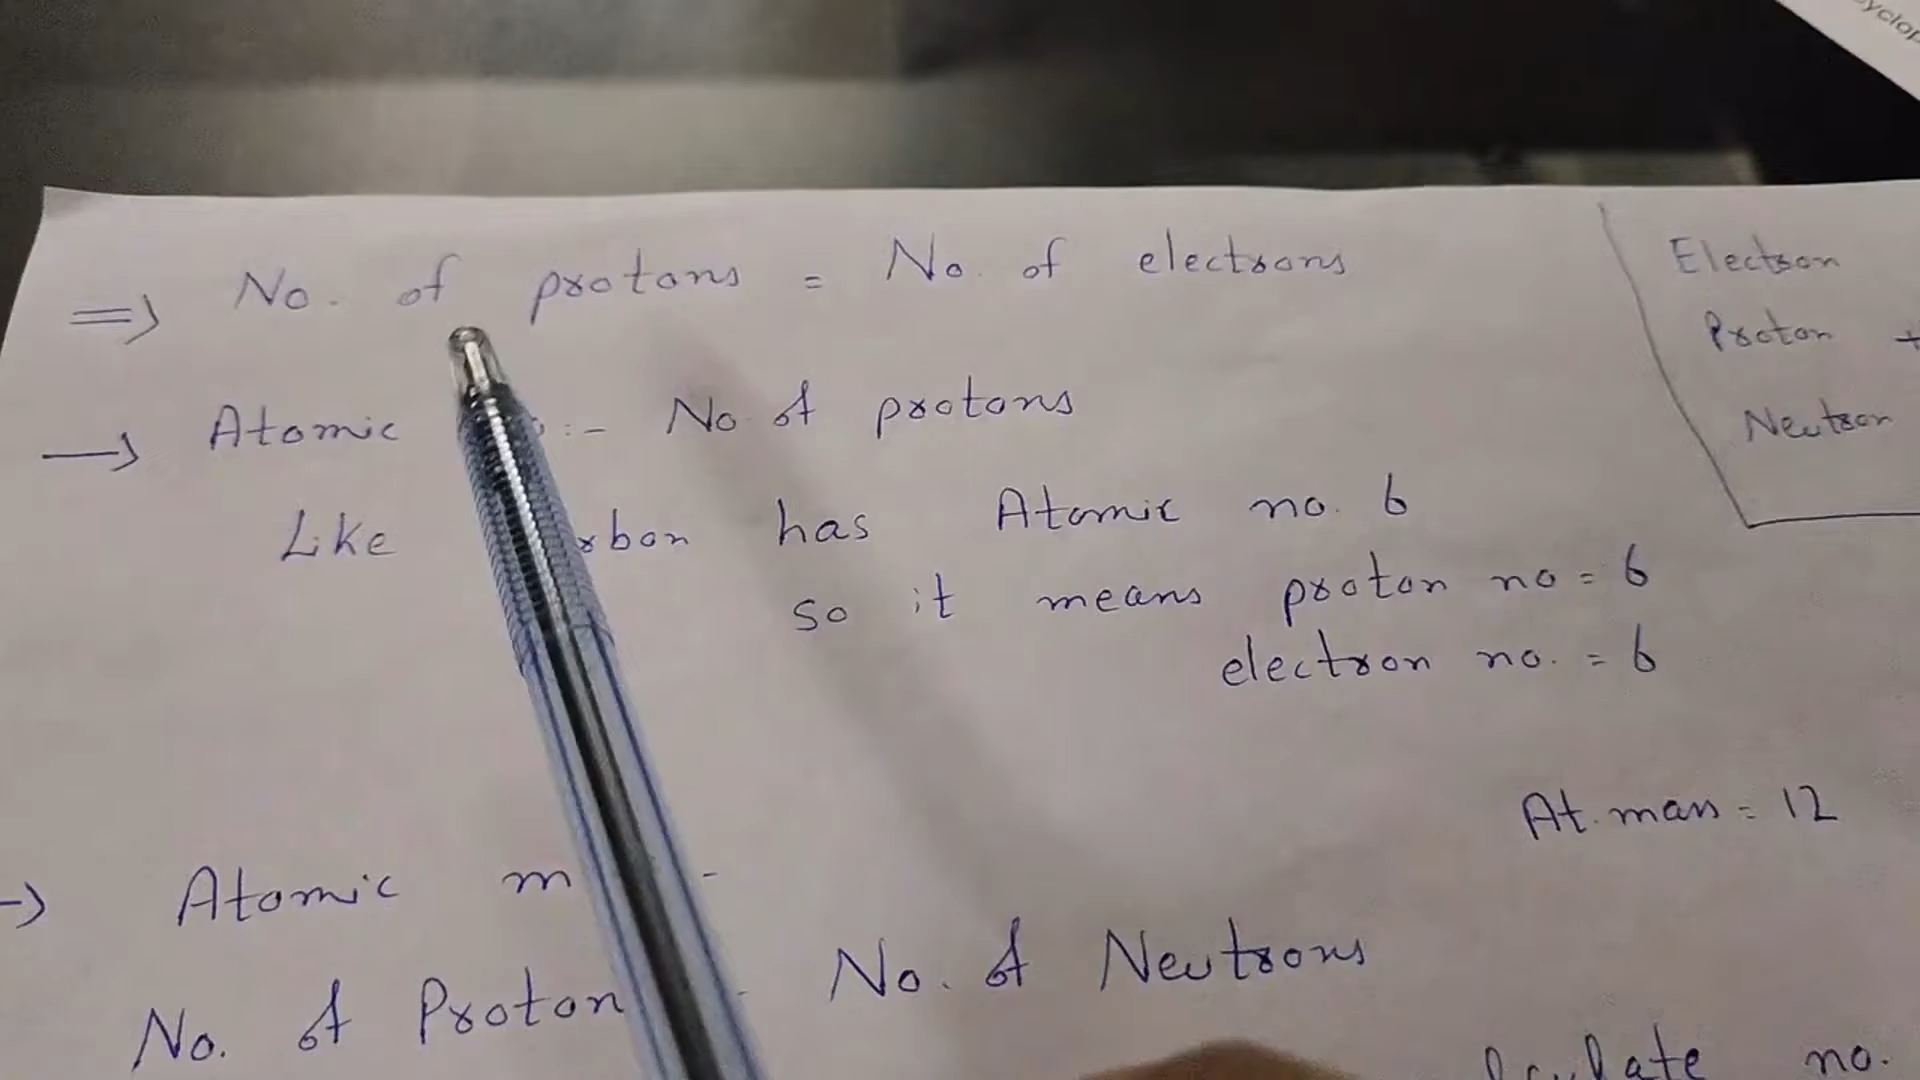 => No. of protons = No. of electrons
→ Atomic :- No. of protons
Like has Atomic no. 6
so it means proton no = 6
electron no. = 6
At. mass = 12
→ Atomic
No. of Proton No. of Neutrons
no.
Electron
Proton +
Neutron